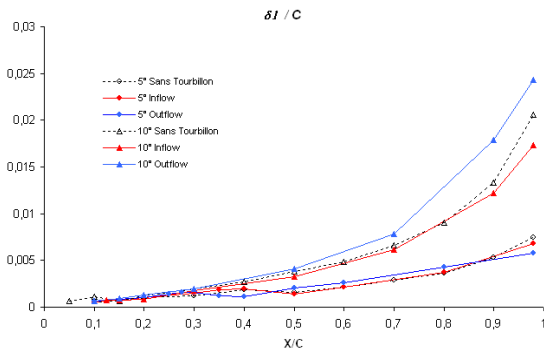 δ1 / C
0,03
0,025
0,02
0,015
0,01
0,005
0
5° Sans Tourbillon
5° Inflow
5° Outflow
10° Sans Tourbillon
10° Inflow
10° Outflow
0 0,1 0,2 0,3 0,4 0,5 0,6 0,7 0,8 0,9 1
X/C